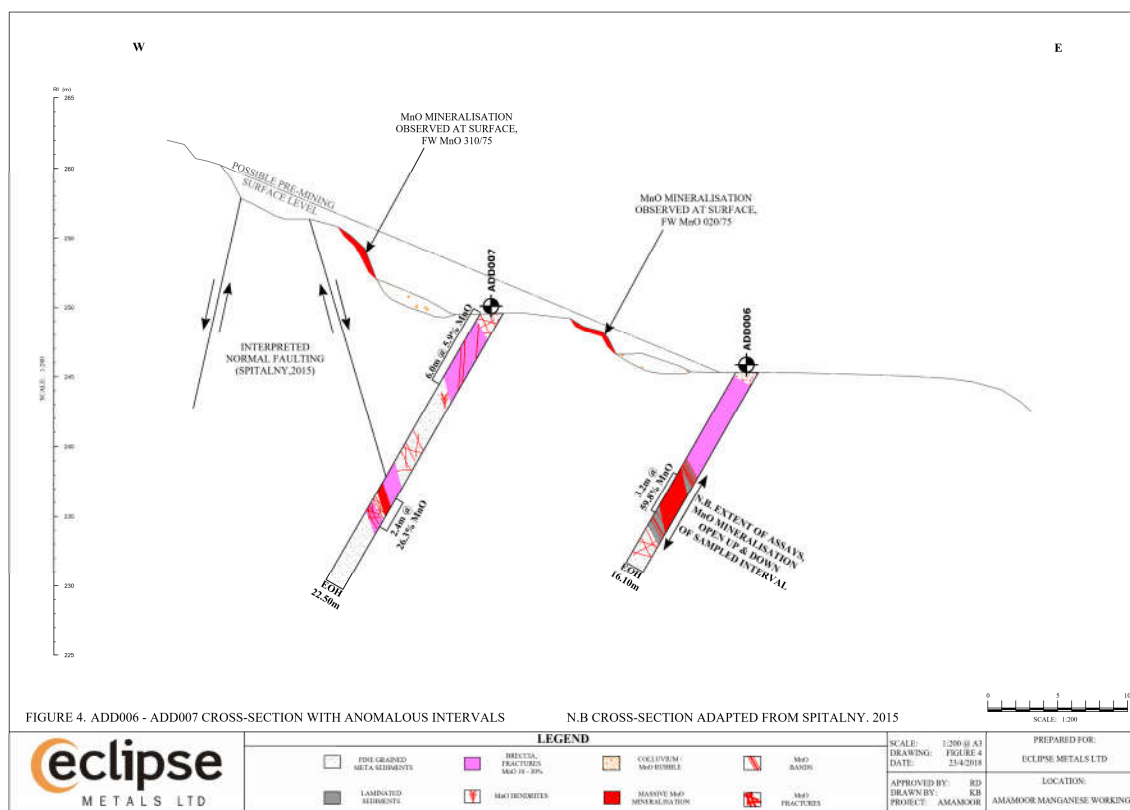 W
E
Rl (m)
265
260
255
250
245
240
235
230
225
SCALE: 1:200
MnO MINERALISATION
OBSERVED AT SURFACE,
FW MnO 310/75
POSSIBLE PRE-MINING
SURFACE LEVEL
MnO MINERALISATION
OBSERVED AT SURFACE,
FW MnO 020/75
ADD007
ADD006
6.0m @ 5.9% MnO
INTERPRETED
NORMAL FAULTING
(SPITALNY,2015)
2.4m @
26.3% MnO
3.2m @
59.8% MnO
N.B. EXTENT OF ASSAYS,
MnO MINERALISATION
OPEN UP & DOWN
OF SAMPLED INTERVAL
EOH
22.50m
EOH
16.10m
0 5 10
SCALE: 1:200
FIGURE 4. ADD006 - ADD007 CROSS-SECTION WITH ANOMALOUS INTERVALS
N.B CROSS-SECTION ADAPTED FROM SPITALNY. 2015
eclipse
METALS LTD
LEGEND
FINE GRAINED
META SEDIMENTS
BRECCIA,
FRACTURES
MnO 10 - 30%
COLLUVIUM /
MnO RUBBLE
MnO
BANDS
LAMINATED
SEDIMENTS
MnO DENDRITES
MASSIVE MnO
MINERALISATION
MnO
FRACTURES
SCALE: 1:200 @ A3
DRAWING: FIGURE 4
DATE: 23/4/2018
APPROVED BY: RD
DRAWN BY: KB
PROJECT: AMAMOOR
PREPARED FOR:
ECLIPSE METALS LTD
LOCATION:
AMAMOOR MANGANESE WORKING